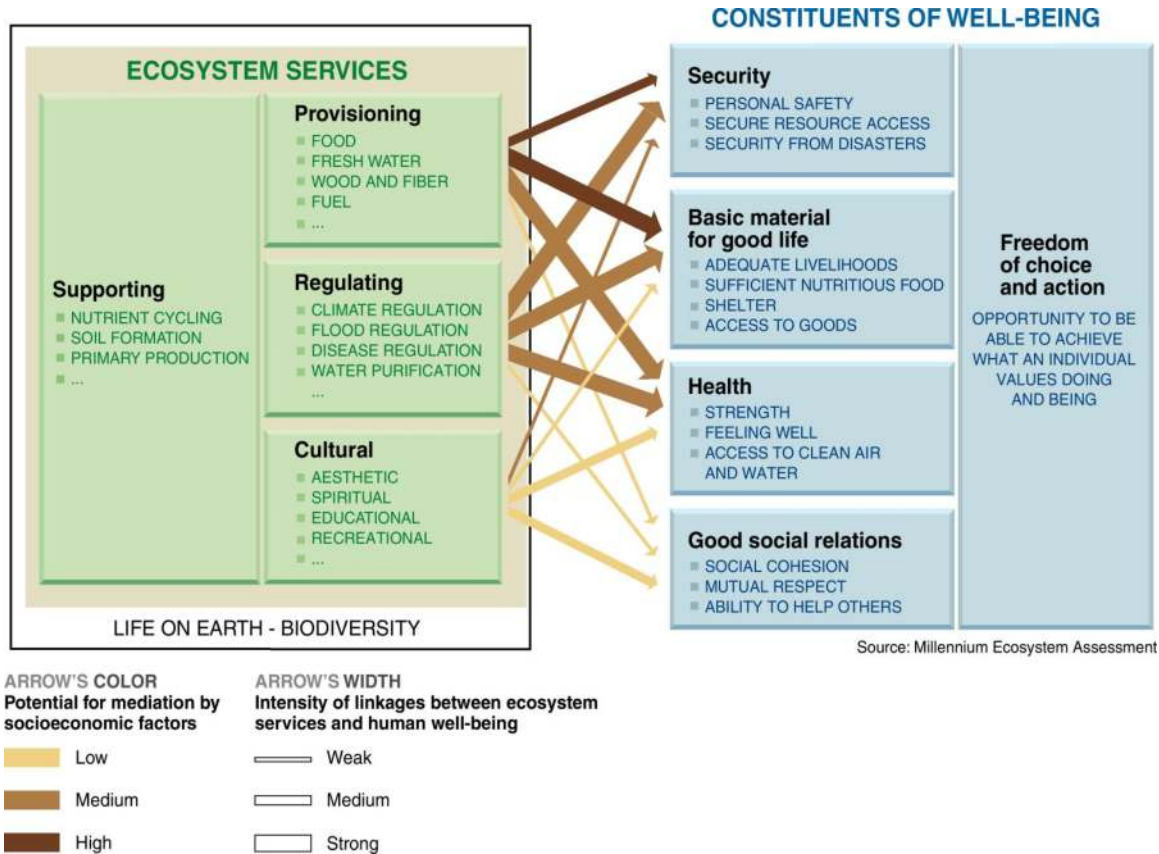 CONSTITUENTS OF WELL-BEING
ECOSYSTEM SERVICES
Supporting
NUTRIENT CYCLING
SOIL FORMATION
PRIMARY PRODUCTION
...
Provisioning
FOOD
FRESH WATER
WOOD AND FIBER
FUEL
...
Regulating
CLIMATE REGULATION
FLOOD REGULATION
DISEASE REGULATION
WATER PURIFICATION
...
Cultural
AESTHETIC
SPIRITUAL
EDUCATIONAL
RECREATIONAL
...
LIFE ON EARTH - BIODIVERSITY
Security
PERSONAL SAFETY
SECURE RESOURCE ACCESS
SECURITY FROM DISASTERS
Basic material
for good life
ADEQUATE LIVELIHOODS
SUFFICIENT NUTRITIOUS FOOD
SHELTER
ACCESS TO GOODS
Health
STRENGTH
FEELING WELL
ACCESS TO CLEAN AIR
AND WATER
Good social relations
SOCIAL COHESION
MUTUAL RESPECT
ABILITY TO HELP OTHERS
Freedom
of choice
and action
OPPORTUNITY TO BE
ABLE TO ACHIEVE
WHAT AN INDIVIDUAL
VALUES DOING
AND BEING
Source: Millennium Ecosystem Assessment
ARROW'S COLOR
Potential for mediation by
socioeconomic factors
Low
Medium
High
ARROW'S WIDTH
Intensity of linkages between ecosystem
services and human well-being
Weak
Medium
Strong